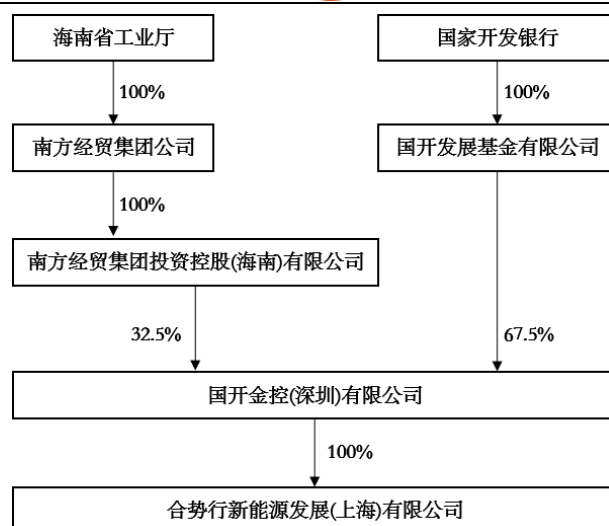 海南省工业厅
国家开发银行
100%
100%
南方经贸集团公司
国开发展基金有限公司
100%
南方经贸集团投资控股(海南)有限公司
32.5%
67.5%
国开金控(深圳)有限公司
100%
合势行新能源发展(上海)有限公司